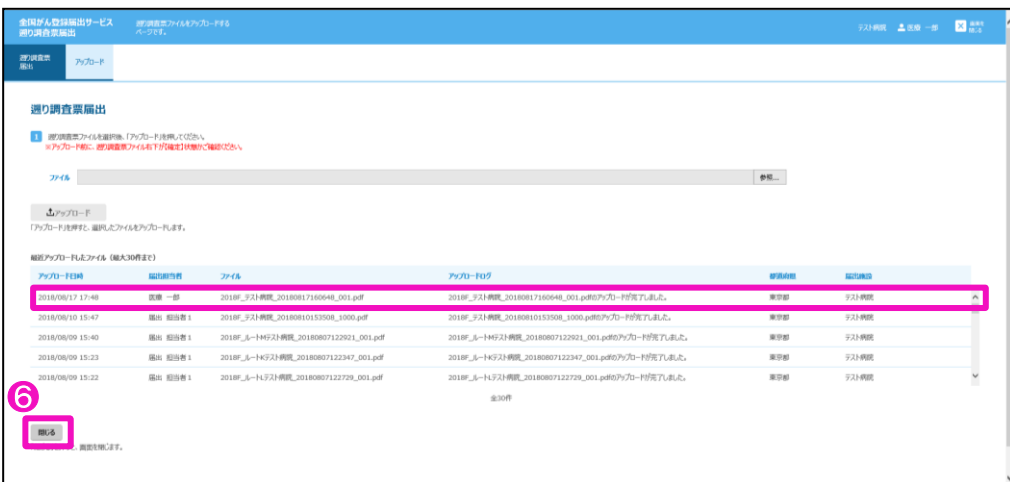 全国がん登録届出サービス
遡り調査票届出
遡り調査票ファイルをアップロードする
ページです。
テスト病院 医療 一郎 画面を
閉じる
遡り調査票
届出
アップロード
遡り調査票届出
1 遡り調査票ファイルを選択後、「アップロード」を押してください。
※アップロード前に、遡り調査票ファイル右下が【確定】状態かご確認ください。
ファイル 参照...
アップロード
「アップロード」を押すと、選択したファイルをアップロードします。
最近アップロードしたファイル（最大30件まで）
アップロード日時 届出担当者 ファイル アップロードログ 都道府県 届出施設
2018/08/17 17:48 医療 一郎 2018F_テスト病院_20180817160648_001.pdf 2018F_テスト病院_20180817160648_001.pdfのアップロードが完了しました。 東京都 テスト病院
2018/08/10 15:47 届出 担当者1 2018F_テスト病院_20180810153508_1000.pdf 2018F_テスト病院_20180810153508_1000.pdfのアップロードが完了しました。 東京都 テスト病院
2018/08/09 15:40 届出 担当者1 2018F_ルートMテスト病院_20180807122921_001.pdf 2018F_ルートMテスト病院_20180807122921_001.pdfのアップロードが完了しました。 東京都 テスト病院
2018/08/09 15:23 届出 担当者1 2018F_ルートKテスト病院_20180807122347_001.pdf 2018F_ルートKテスト病院_20180807122347_001.pdfのアップロードが完了しました。 東京都 テスト病院
2018/08/09 15:22 届出 担当者1 2018F_ルートLテスト病院_20180807122729_001.pdf 2018F_ルートLテスト病院_20180807122729_001.pdfのアップロードが完了しました。 東京都 テスト病院
全30件
6
閉じる
画面を閉じます。